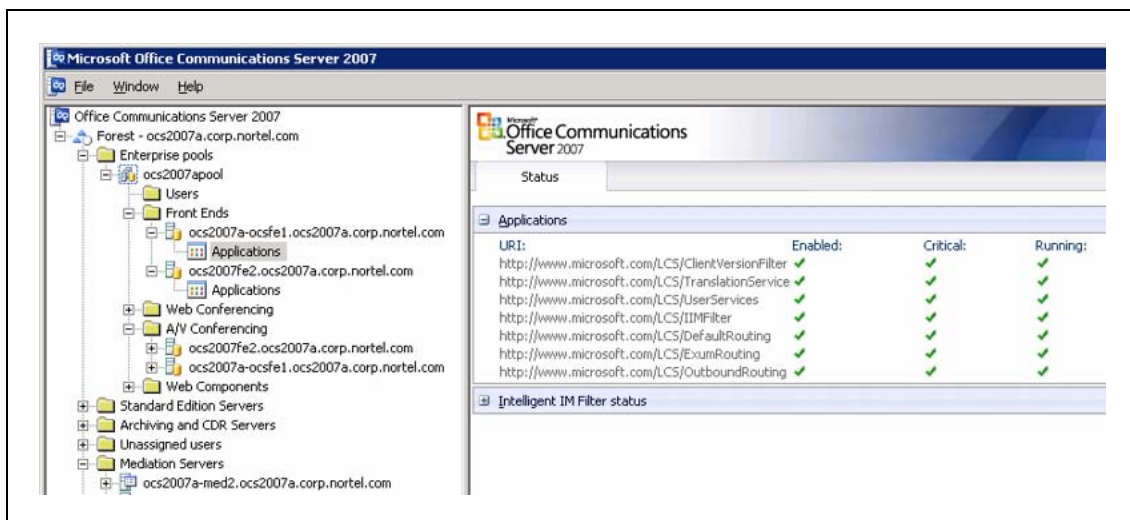 Microsoft Office Communications Server 2007
File Window Help
Office Communications Server 2007
Forest - ocs2007a.corp.nortel.com
Enterprise pools
ocs2007apool
Users
Front Ends
ocs2007a-ocsfe1.ocs2007a.corp.nortel.com
Applications
ocs2007fe2.ocs2007a.corp.nortel.com
Applications
Web Conferencing
A/V Conferencing
ocs2007fe2.ocs2007a.corp.nortel.com
ocs2007a-ocsfe1.ocs2007a.corp.nortel.com
Web Components
Standard Edition Servers
Archiving and CDR Servers
Unassigned users
Mediation Servers
ocs2007a-med2.ocs2007a.corp.nortel.com
Microsoft
Office Communications
Server 2007
Status
Applications
URI: Enabled: Critical: Running:
http://www.microsoft.com/LCS/ClientVersionFilter
http://www.microsoft.com/LCS/TranslationService
http://www.microsoft.com/LCS/UserServices
http://www.microsoft.com/LCS/IIMFilter
http://www.microsoft.com/LCS/DefaultRouting
http://www.microsoft.com/LCS/ExumRouting
http://www.microsoft.com/LCS/OutboundRouting
Intelligent IM Filter status